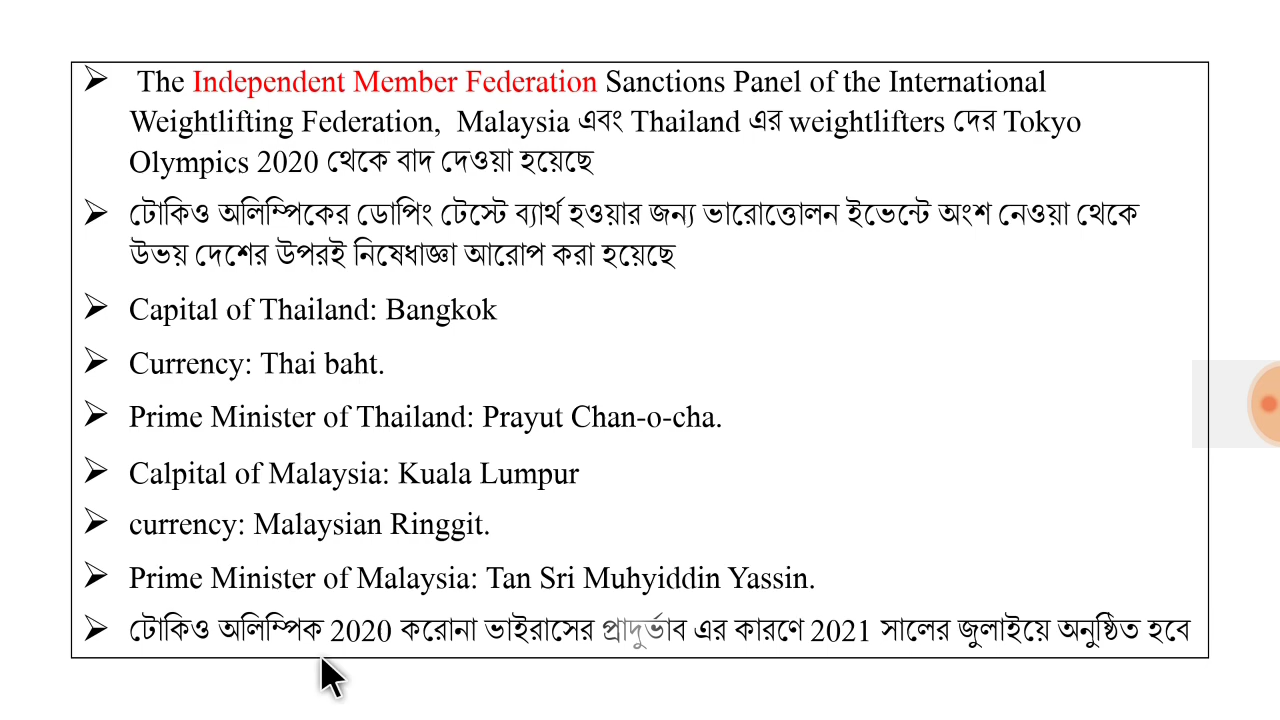 The Independent Member Federation Sanctions Panel of the International
Weightlifting Federation, Malaysia এবং Thailand এর weightlifters দের Tokyo
Olympics 2020 থেকে বাদ দেওয়া হয়েছে
টোকিও অলিম্পিকের ডোপিং টেস্টে ব্যার্থ হওয়ার জন্য ভারোত্তোলন ইভেন্টে অংশ নেওয়া থেকে
উভয় দেশের উপরই নিষেধাজ্ঞা আরোপ করা হয়েছে
Capital of Thailand: Bangkok
Currency: Thai baht.
Prime Minister of Thailand: Prayut Chan-o-cha.
Calpital of Malaysia: Kuala Lumpur
currency: Malaysian Ringgit.
Prime Minister of Malaysia: Tan Sri Muhyiddin Yassin.
টোকিও অলিম্পিক 2020 করোনা ভাইরাসের প্রাদুর্ভাব এর কারণে 2021 সালের জুলাইয়ে অনুষ্ঠিত হবে